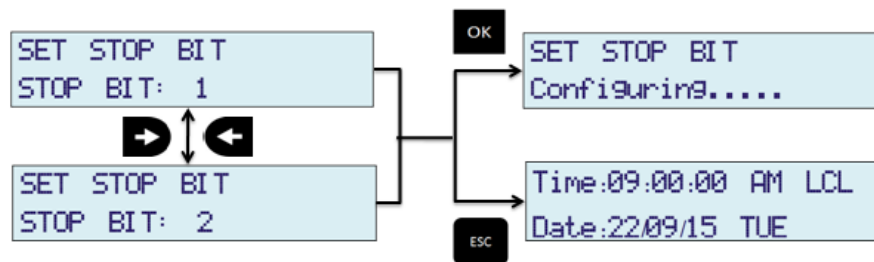 SET STOP BIT
STOP BIT: 1
SET STOP BIT
STOP BIT: 2
OK
SET STOP BIT
Configuring.....
Time:09:00:00 AM LCL
Date:22/09/15 TUE
ESC